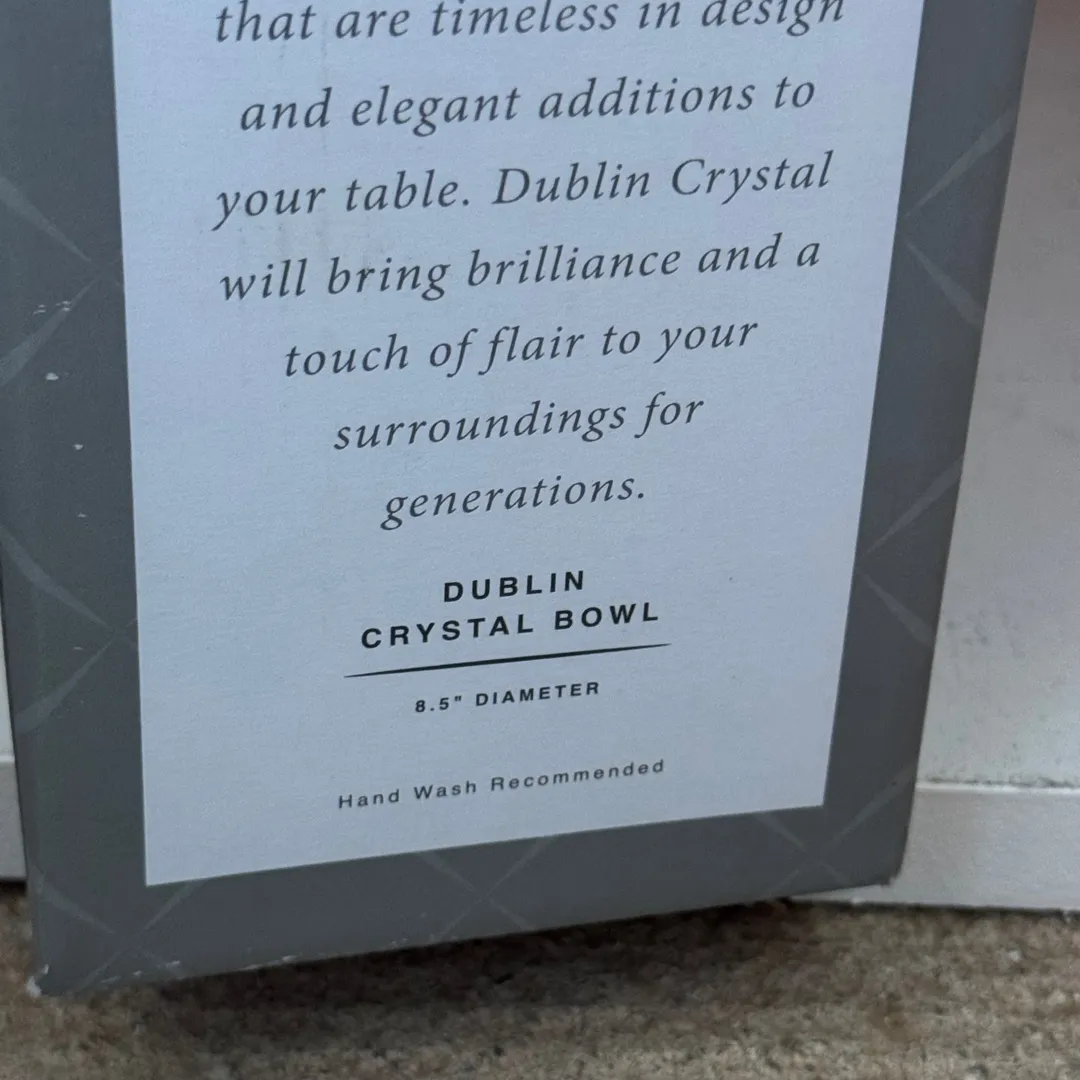 that are timeless in design
and elegant additions to
your table. Dublin Crystal
will bring brilliance and a
touch of flair to your
surroundings for
generations.
DUBLIN
CRYSTAL BOWL
8.5" DIAMETER
Hand Wash Recommended